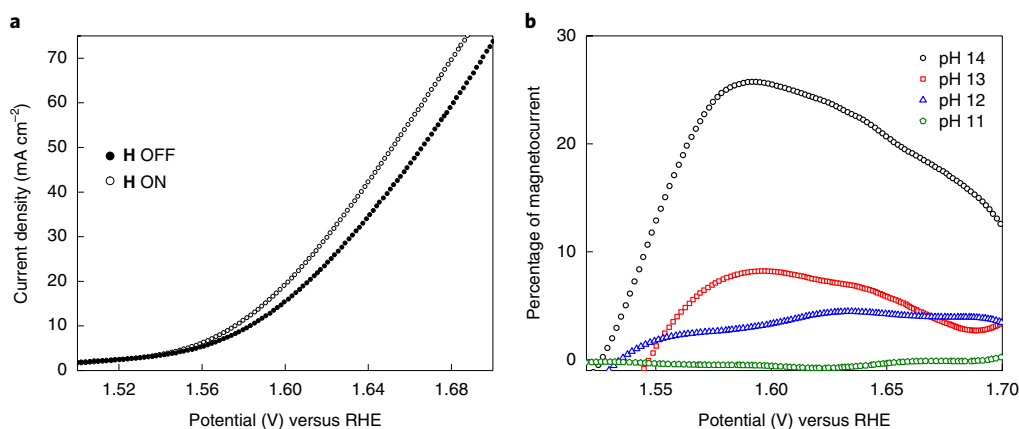 a
70
60
50
40
30
20
10
0
Current density (mA cm⁻²)
H OFF
H ON
1.52
1.56
1.60
1.64
1.68
Potential (V) versus RHE
b
30
20
10
0
Percentage of magnetocurrent
pH 14
pH 13
pH 12
pH 11
1.55
1.60
1.65
1.70
Potential (V) versus RHE